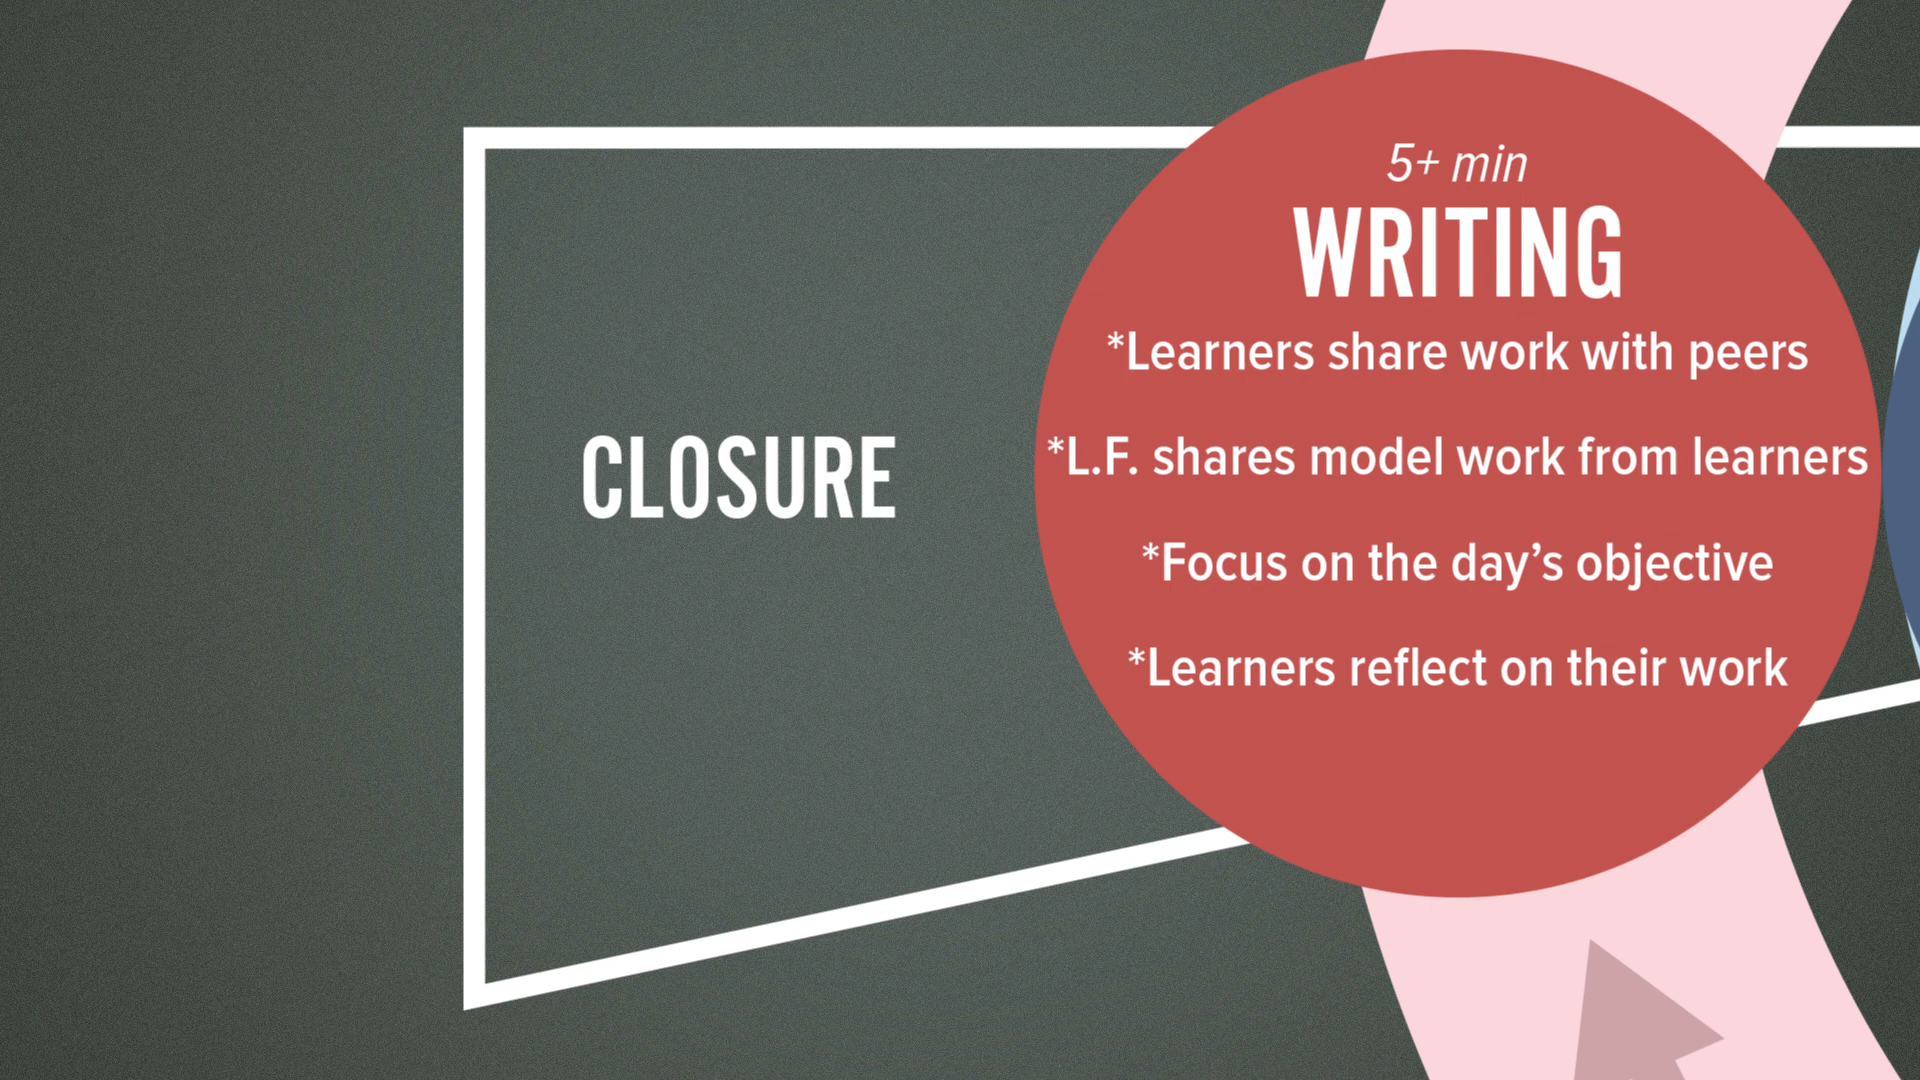 CLOSURE
5+ min
WRITING
*Learners share work with peers
*L.F. shares model work from learners
*Focus on the day’s objective
*Learners reflect on their work